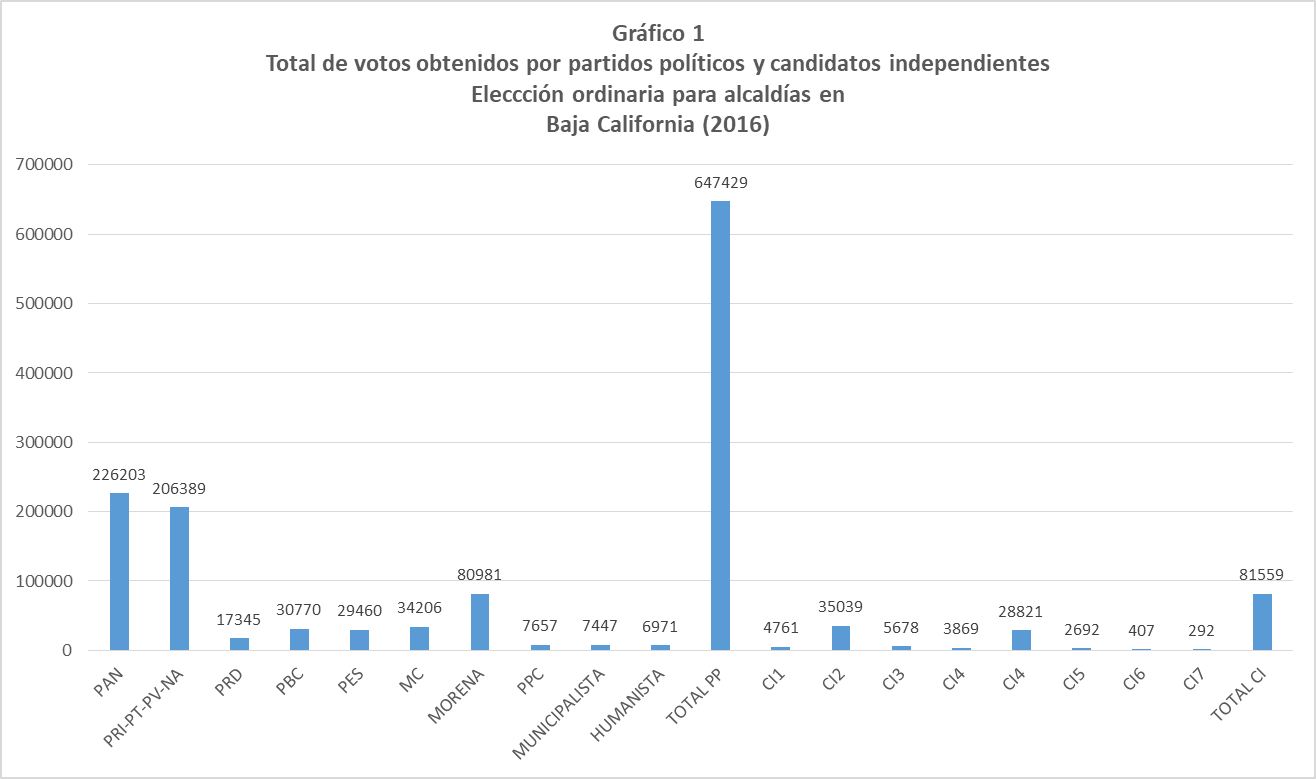 Gráfico 1
Total de votos obtenidos por partidos políticos y candidatos independientes
Eleccción ordinaria para alcaldías en
Baja California (2016)
700000
600000
500000
400000
300000
200000
100000
0
226203
206389
17345
30770
29460
34206
80981
7657
7447
6971
647429
4761
35039
5678
3869
28821
2692
407
292
81559
PAN
PRI-PT-PV-NA
PRD
PBC
PES
MC
MORENA
PPC
MUNICIPALISTA
HUMANISTA
TOTAL PP
CI1
CI2
CI3
CI4
CI4
CI5
CI6
CI7
TOTAL CI